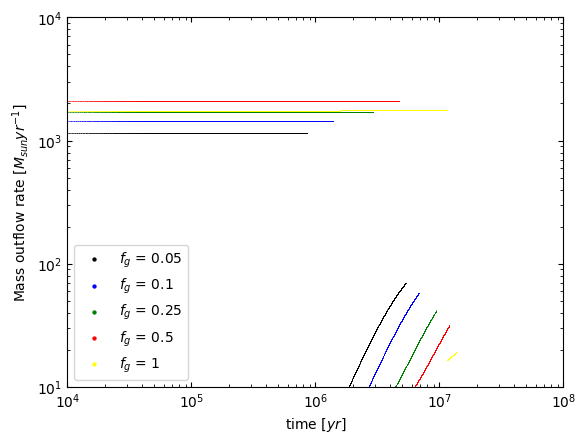 10^4
10^3
10^2
10^1
Mass outflow rate [M_{sun}yr^{-1}]
f_g = 0.05
f_g = 0.1
f_g = 0.25
f_g = 0.5
f_g = 1
10^4 10^5 10^6 10^7 10^8
time [yr]